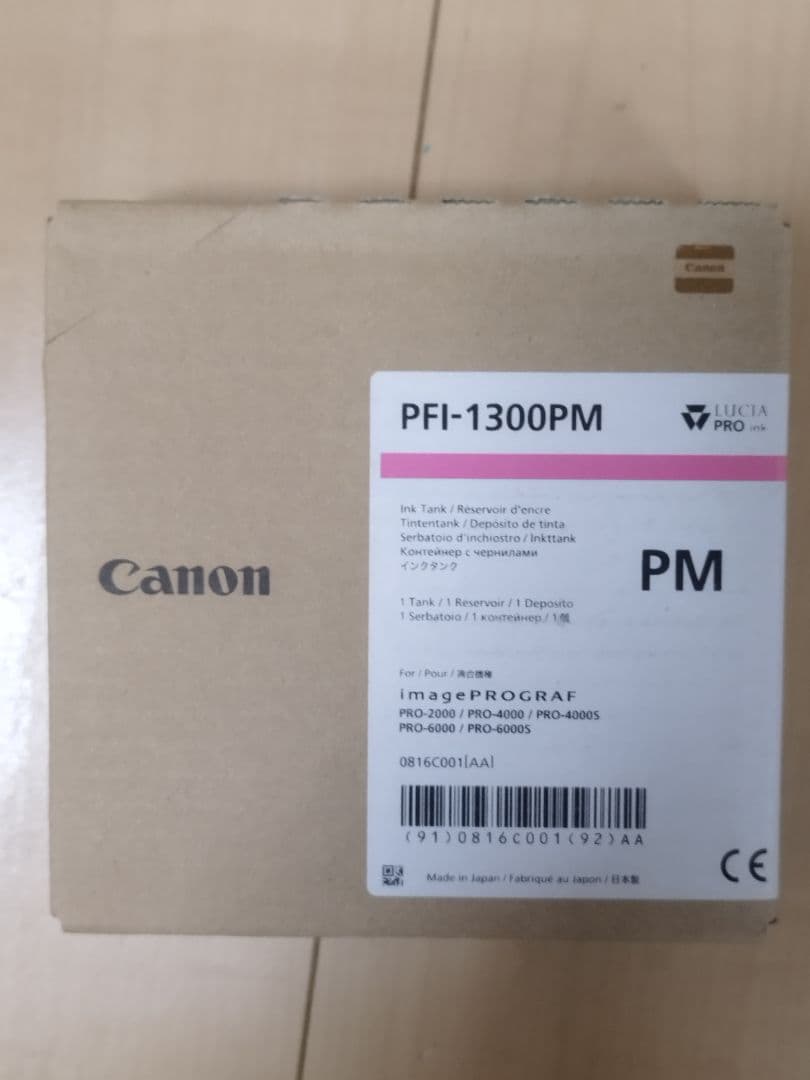 Canon
PFI-1300PM
LUCIA
PRO ink
Ink Tank / Réservoir d'encre
Tintentank / Depósito de tinta
Serbatoio d'inchiostro / Inkttank
Контейнер с чернилами
インクタンク
PM
Canon
1 Tank / 1 Réservoir / 1 Depósito
1 Serbatoio / 1 контейнер / 1個
For / Pour / 適合機種
imagePROGRAF
PRO-2000 / PRO-4000 / PRO-4000S
PRO-6000 / PRO-6000S
0816C001[AA]
(91)0816C001(92)AA
CE
Made in Japan / Fabriqué au Japon / 日本製